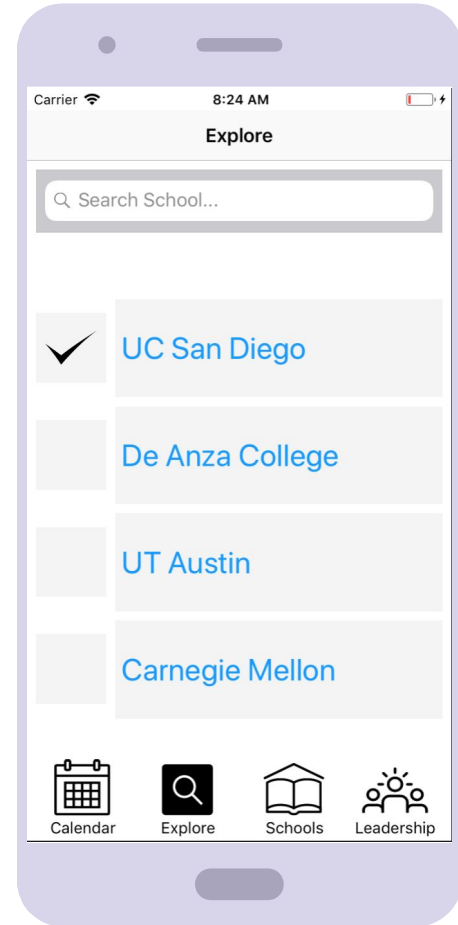 Carrier 8:24 AM
Explore
Search School...
UC San Diego
De Anza College
UT Austin
Carnegie Mellon
Calendar Explore Schools Leadership